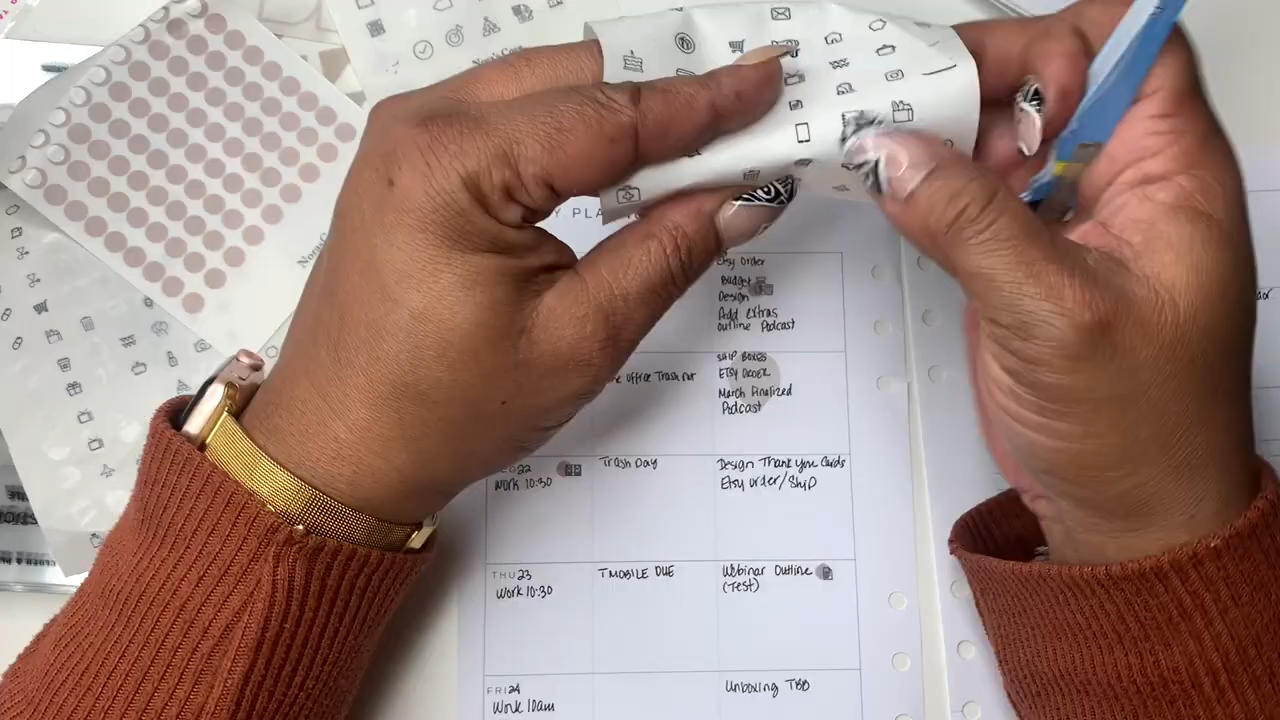 Etsy Order
Budget
Design
Add extras
Outline Podcast
SHIP BOXES
ETSY ORDER
March Finalized
Podcast
Office Trash out
22
Work 10:30
Trash Day
Design Thank You Cards
Etsy order/Ship
THU 23
Work 10:30
TMOBILE DUE
Webinar Outline
(Test)
FRI 24
Work 10am
Unboxing TBD